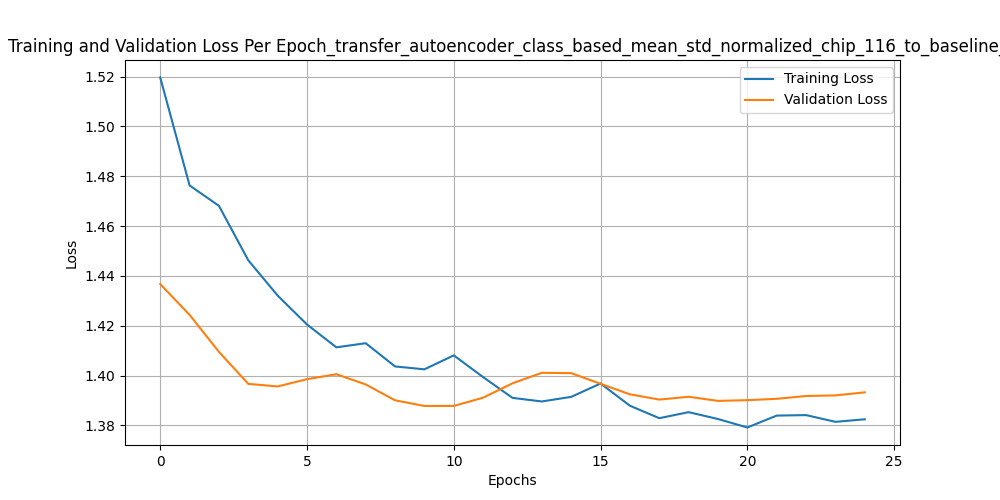 Training and Validation Loss Per Epoch_transfer_autoencoder_class_based_mean_std_normalized_chip_116_to_baseline_
Training Loss
Validation Loss
1.52
1.50
1.48
1.46
1.44
1.42
1.40
1.38
Loss
0
5
10
15
20
25
Epochs